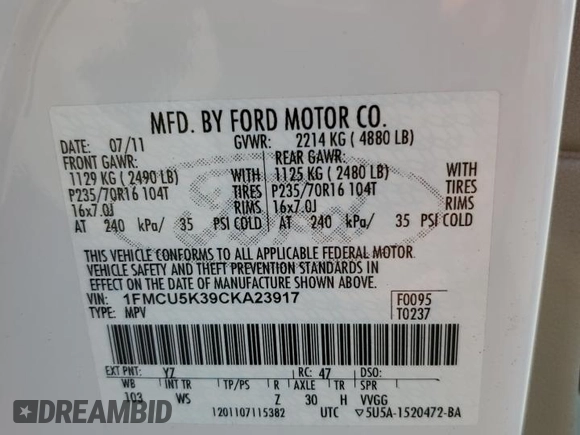 MFD. BY FORD MOTOR CO.
DATE: 07/11 GVWR: 2214 KG ( 4880 LB)
FRONT GAWR: REAR GAWR:
1129 KG ( 2490 LB) WITH 1125 KG ( 2480 LB) WITH
P235/70R16 104T TIRES P235/70R16 104T TIRES
16x7.0J RIMS 16x7.0J RIMS
AT 240 kPa/ 35 PSI COLD AT 240 kPa/ 35 PSI COLD
Ford
THIS VEHICLE CONFORMS TO ALL APPLICABLE FEDERAL MOTOR
VEHICLE SAFETY AND THEFT PREVENTION STANDARDS IN
EFFECT ON THE DATE OF MANUFACTURE SHOWN ABOVE.
VIN: 1FMCU5K39CKA23917 F0095
TYPE: MPV T0237
EXT PNT: YZ RC: 47 DSO:
WB INT TR TP/PS R AXLE TR SPR
103 WS Z 30 H VVGG
1201107115382 UTC ▽5U5A-1520472-BA
DREAMBID